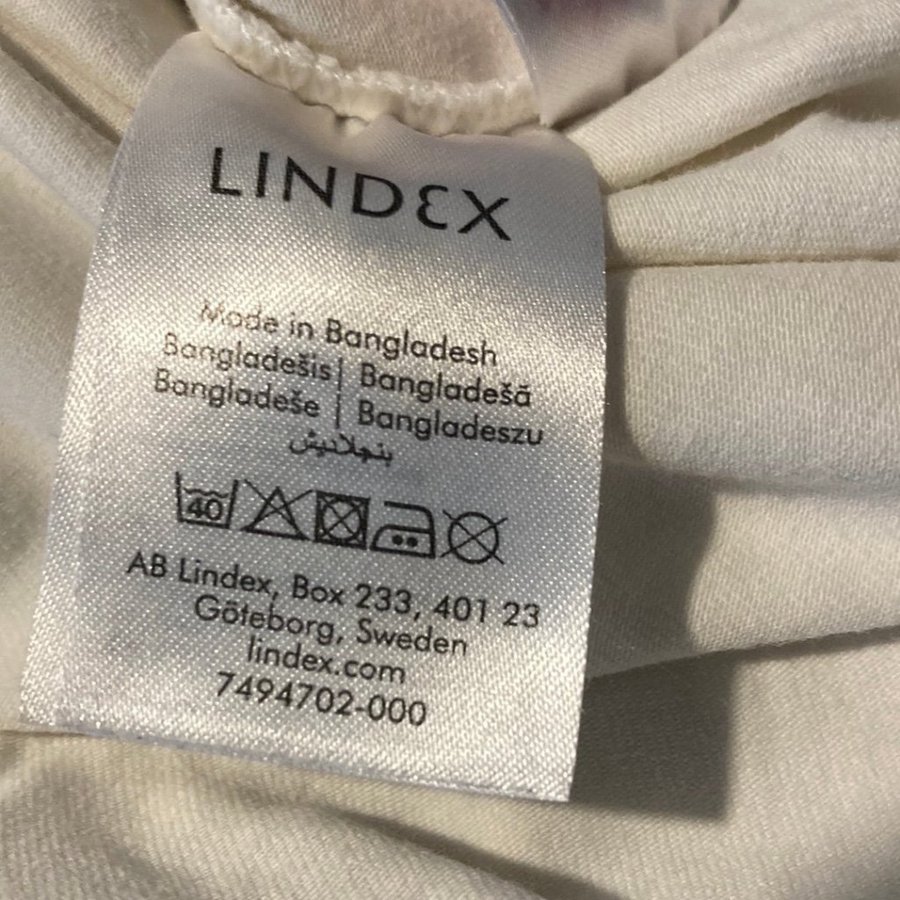 LINDEX
Made in Bangladesh
Bangladešis | Bangladešā
Bangladeše | Bangladeszu
بنجلاديش
40
AB Lindex, Box 233, 401 23
Göteborg, Sweden
lindex.com
7494702-000